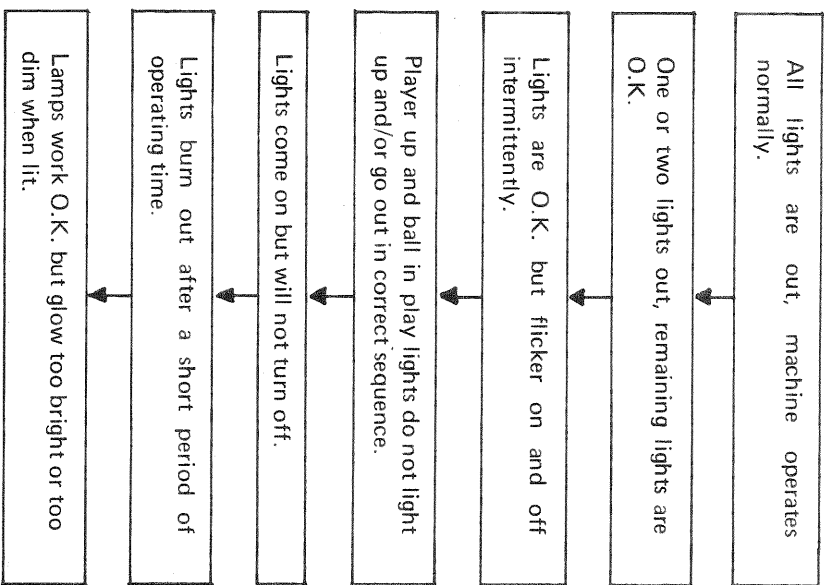 All lights are out, machine operates
normally.
One or two lights out, remaining lights are
O.K.
Lights are O.K. but flicker on and off
intermittently.
Player up and ball in play lights do not light
up and/or go out in correct sequence.
Lights come on but will not turn off.
Lights burn out after a short period of
operating time.
Lamps work O.K. but glow too bright or too
dim when lit.